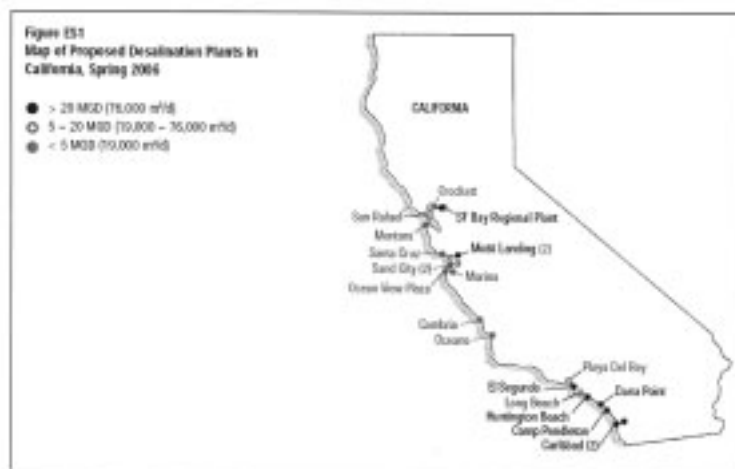 Figure ES1
Map of Proposed Desalination Plants in
California, Spring 2006
> 20 MGD (76,000 m³/d)
5 – 20 MGD (19,000 – 76,000 m³/d)
< 5 MGD (19,000 m³/d)
CALIFORNIA
Crockett
San Rafael
SF Bay Regional Plant
Montara
Santa Cruz
Moss Landing (2)
Sand City (2)
Marina
Ocean View Plaza
Cambria
Oceano
Playa Del Rey
El Segundo
Long Beach
Dana Point
Huntington Beach
Camp Pendleton
Carlsbad (2)